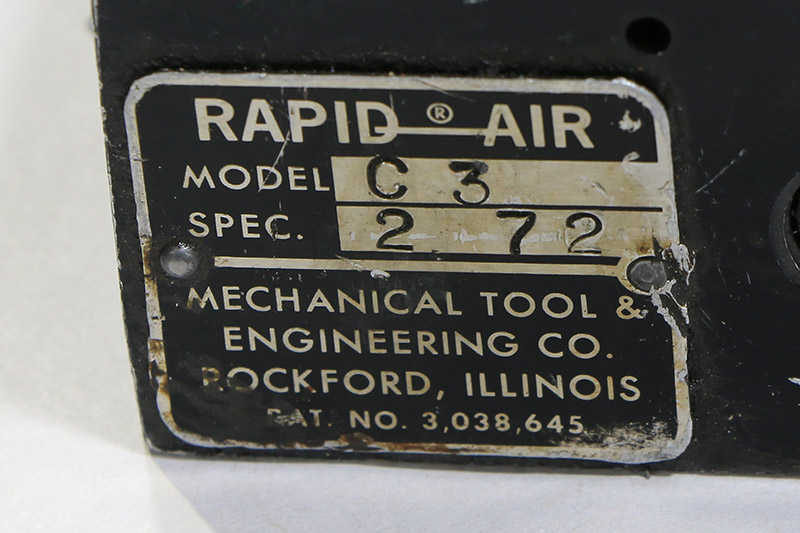 RAPID ® AIR
MODEL C 3
SPEC. 2 72
MECHANICAL TOOL &
ENGINEERING CO.
ROCKFORD, ILLINOIS
PAT. NO. 3,038,645